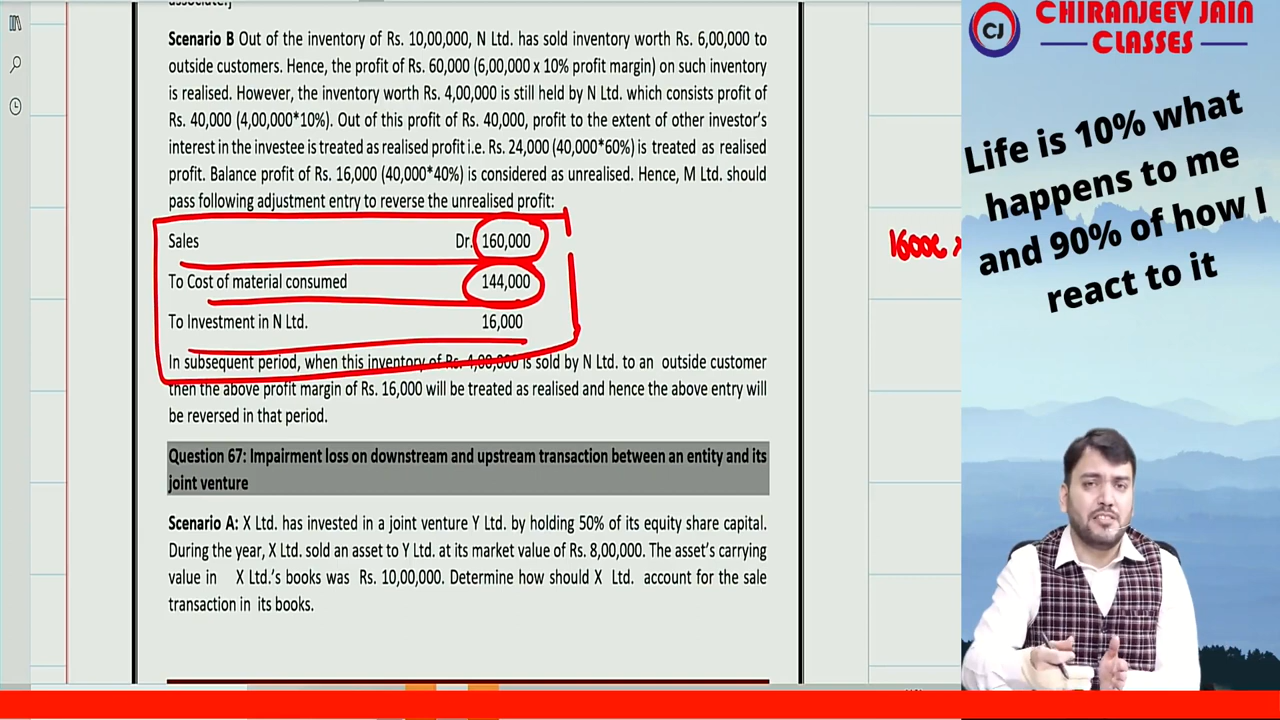 associate.]
Scenario B Out of the inventory of Rs. 10,00,000, N Ltd. has sold inventory worth Rs. 6,00,000 to
outside customers. Hence, the profit of Rs. 60,000 (6,00,000 x 10% profit margin) on such inventory
is realised. However, the inventory worth Rs. 4,00,000 is still held by N Ltd. which consists profit of
Rs. 40,000 (4,00,000*10%). Out of this profit of Rs. 40,000, profit to the extent of other investor's
interest in the investee is treated as realised profit i.e. Rs. 24,000 (40,000*60%) is treated as realised
profit. Balance profit of Rs. 16,000 (40,000*40%) is considered as unrealised. Hence, M Ltd. should
pass following adjustment entry to reverse the unrealised profit:
Sales Dr. 160,000
To Cost of material consumed 144,000
To Investment in N Ltd. 16,000
In subsequent period, when this inventory of Rs. 4,00,000 is sold by N Ltd. to an outside customer
then the above profit margin of Rs. 16,000 will be treated as realised and hence the above entry will
be reversed in that period.
Question 67: Impairment loss on downstream and upstream transaction between an entity and its
joint venture
Scenario A: X Ltd. has invested in a joint venture Y Ltd. by holding 50% of its equity share capital.
During the year, X Ltd. sold an asset to Y Ltd. at its market value of Rs. 8,00,000. The asset's carrying
value in X Ltd.'s books was Rs. 10,00,000. Determine how should X Ltd. account for the sale
transaction in its books.
CJ
CHIRANJEEV JAIN
CLASSES
Life is 10% what
happens to me
and 90% of how I
react to it